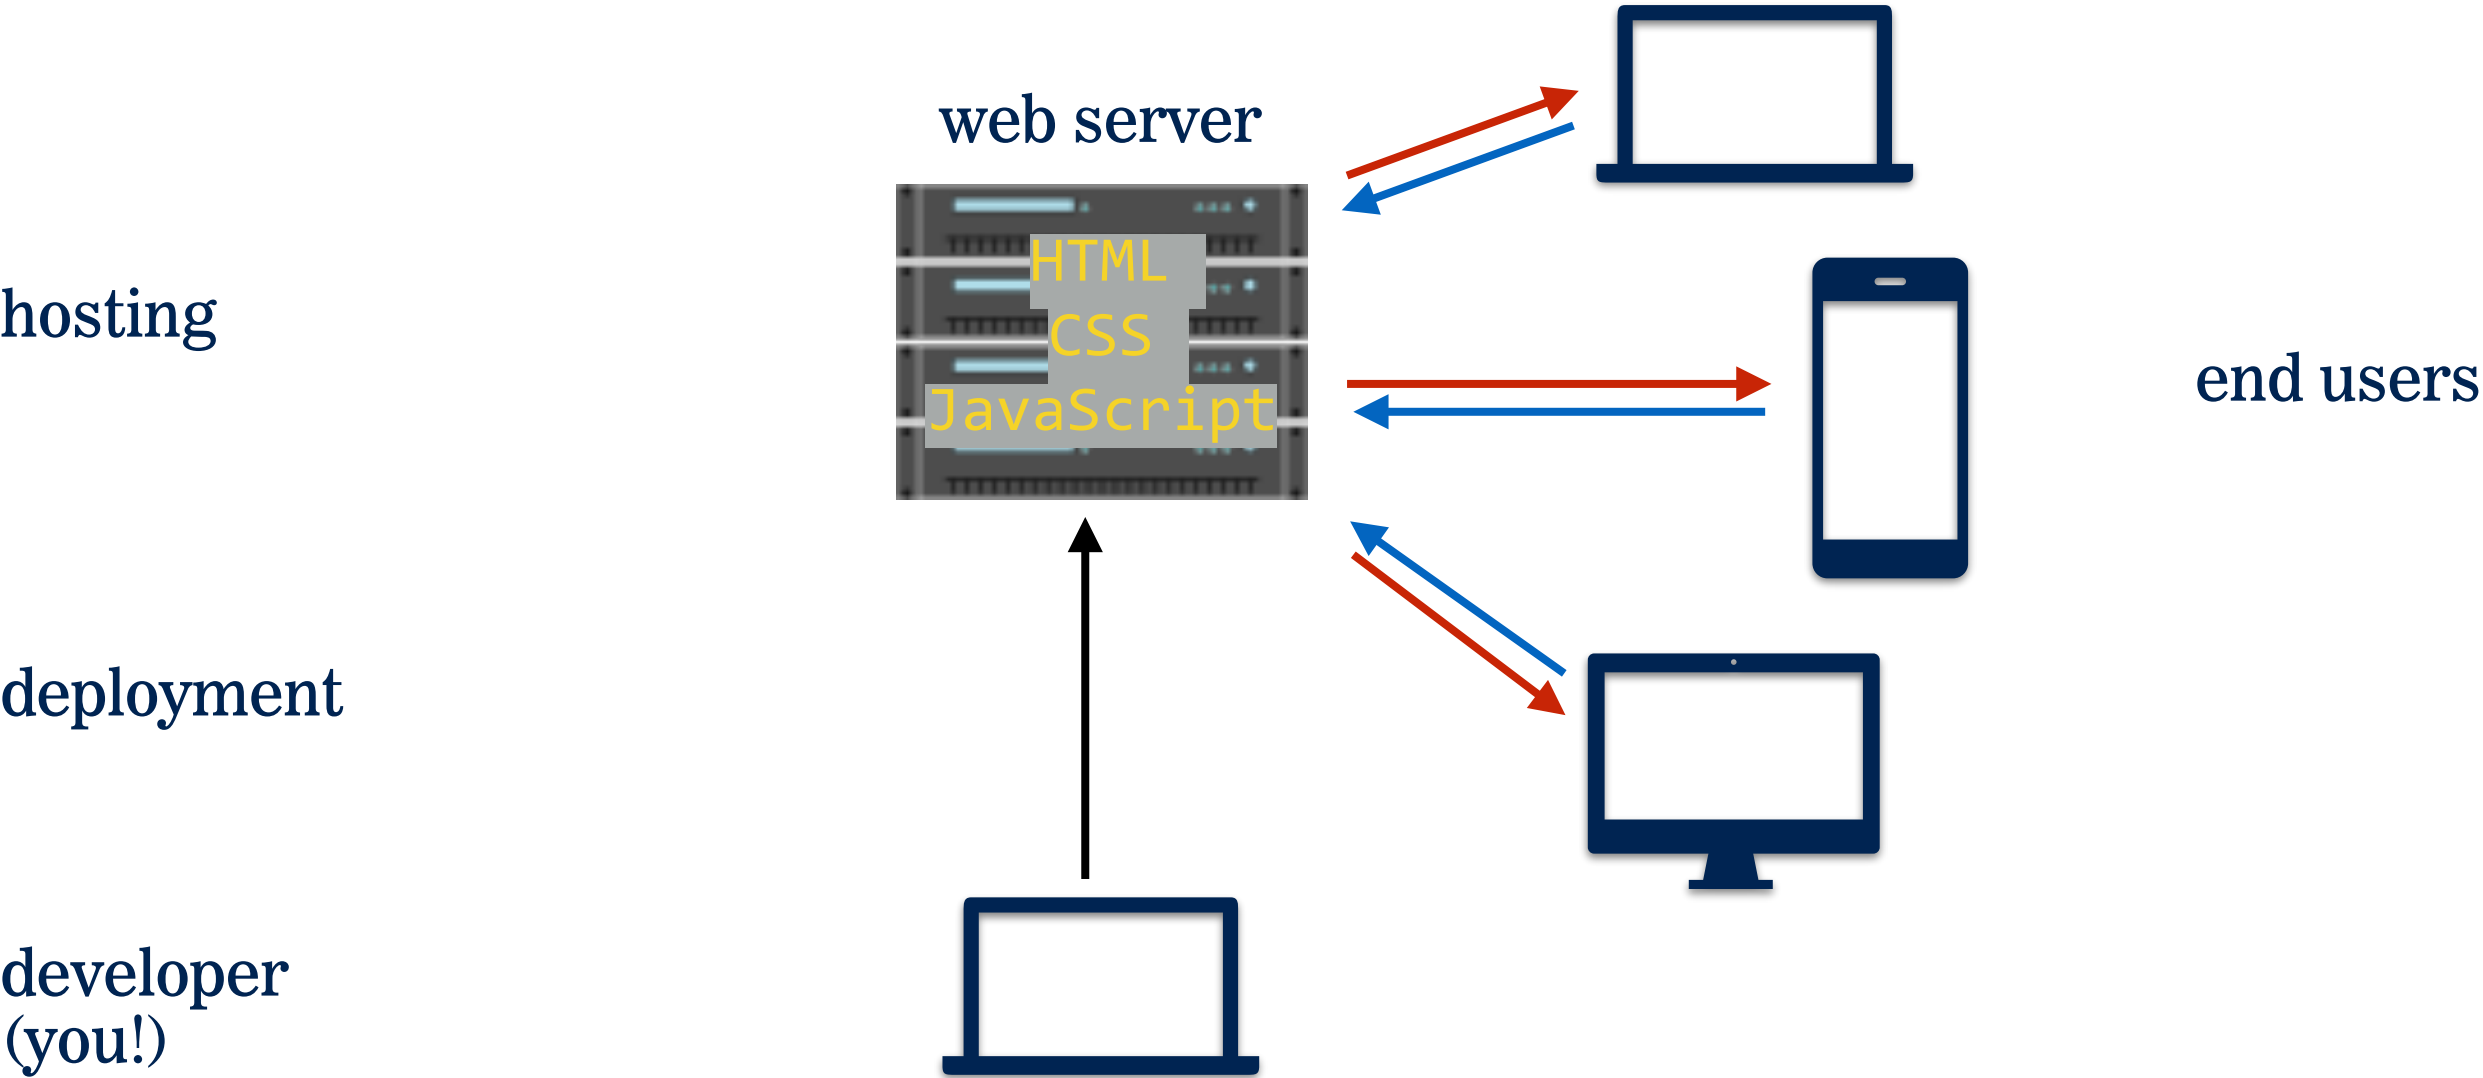 web server
HTML
CSS
JavaScript
hosting
end users
deployment
developer
(you!)